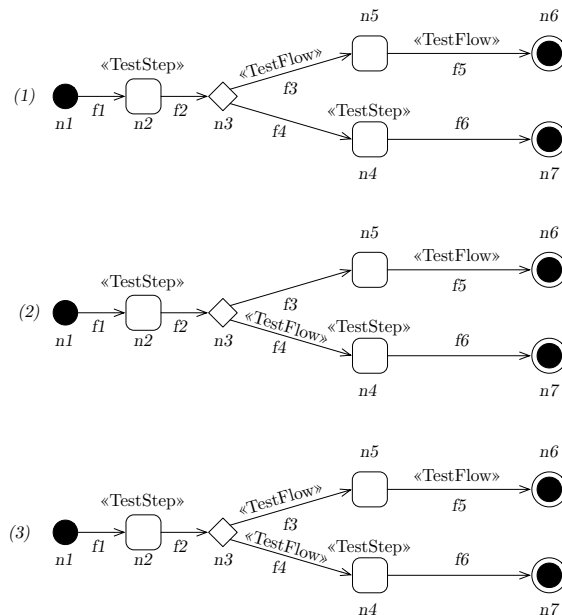 n5 n6
«TestStep» «TestFlow» «TestFlow»
f3 f5
(1) f1 f2 «TestStep»
n1 n2 n3 f4 f6
n4 n7
n5 n6
«TestStep» «TestFlow»
f3 f5
(2) f1 f2 «TestFlow» «TestStep»
n1 n2 n3 f4 f6
n4 n7
n5 n6
«TestStep» «TestFlow» «TestFlow»
f3 f5
(3) f1 f2 «TestFlow» «TestStep»
n1 n2 n3 f4 f6
n4 n7